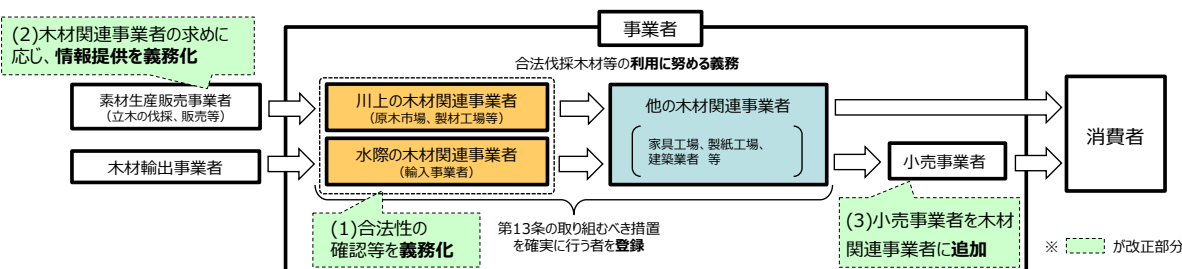 (2)木材関連事業者の求めに
応じ、情報提供を義務化
事業者
合法伐採木材等の利用に努める義務
素材生産販売事業者
（立木の伐採、販売等）
川上の木材関連事業者
（原木市場、製材工場等）
他の木材関連事業者
家具工場、製紙工場、
建築業者 等
消費者
木材輸出事業者
水際の木材関連事業者
（輸入事業者）
小売事業者
(1)合法性の
確認等を義務化
第13条の取り組むべき措置
を確実に行う者を登録
(3)小売事業者を木材
関連事業者に追加
※ が改正部分